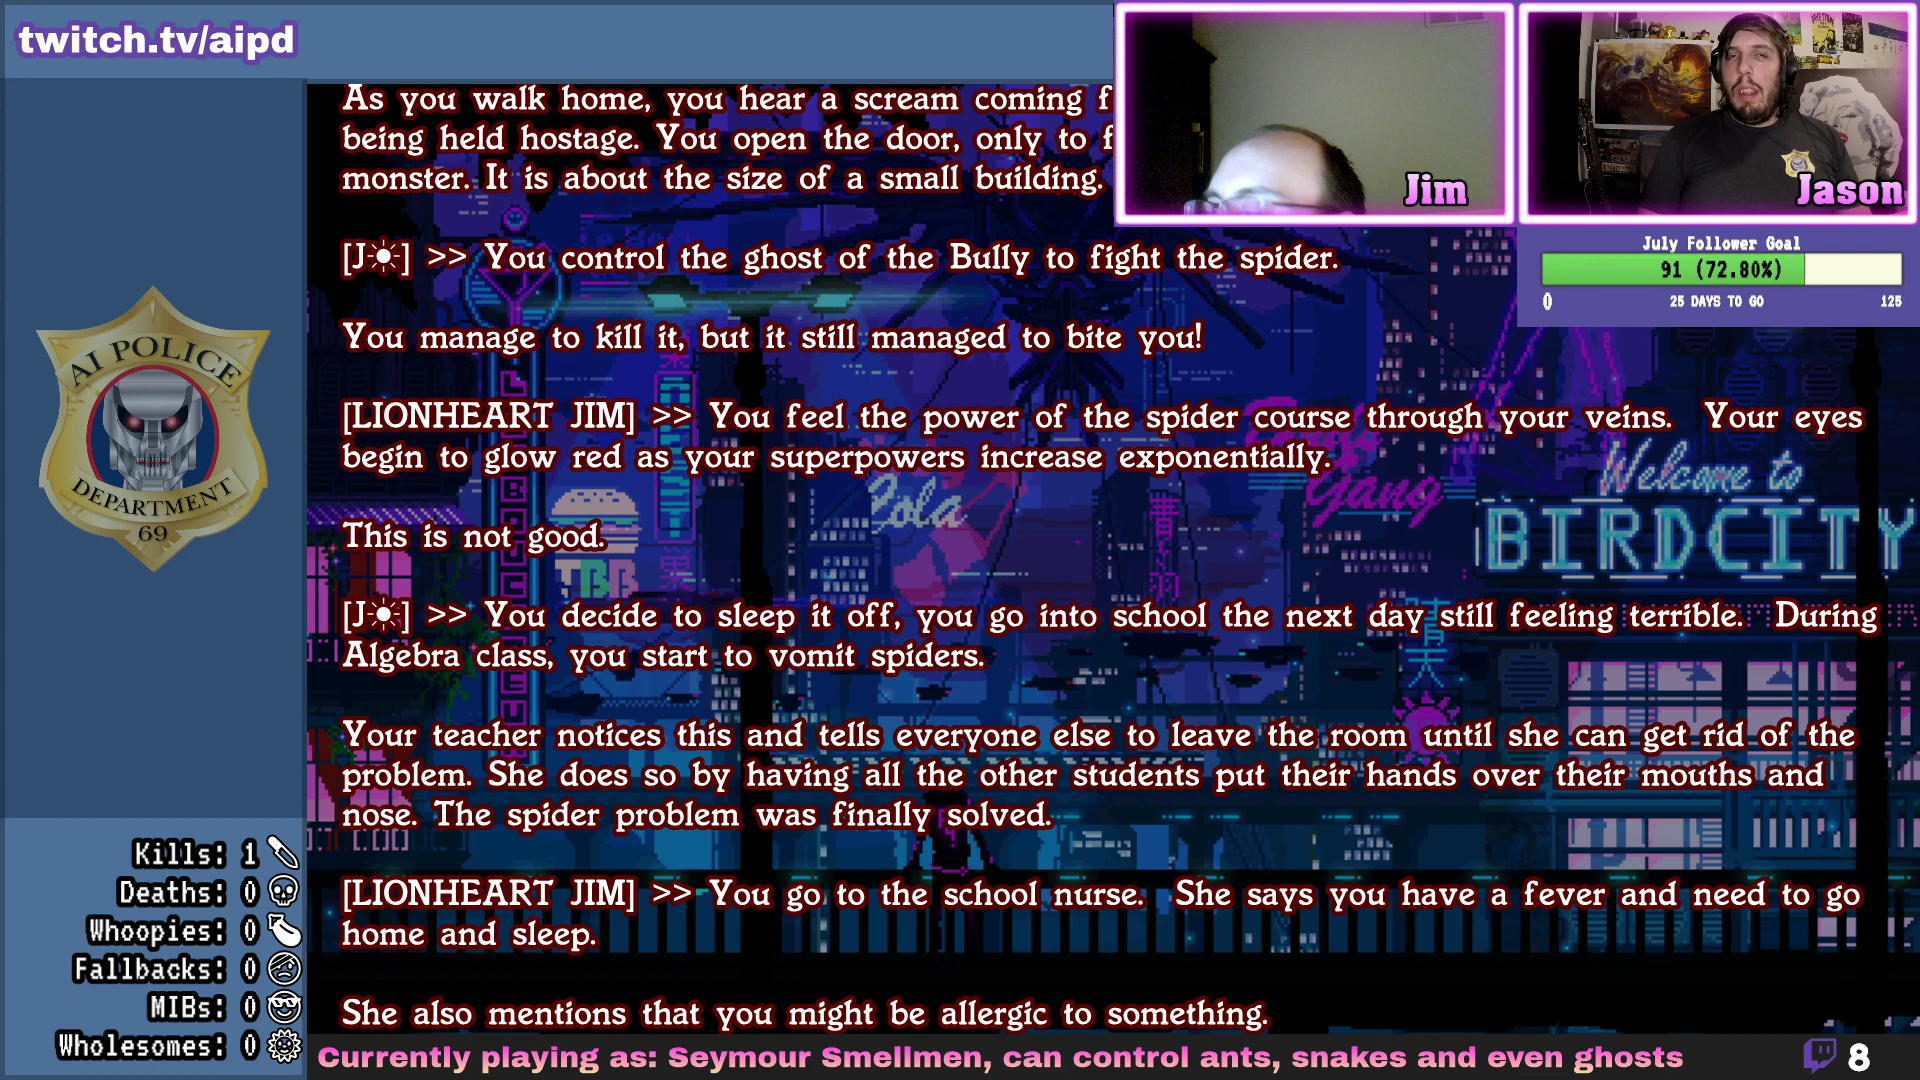 twitch.tv/aipd
As you walk home, you hear a scream coming f
being held hostage. You open the door, only to f
monster. It is about the size of a small building.
Jim
Jason
July Follower Goal
91 (72.80%)
0 25 DAYS TO GO 125
[J☀] >> You control the ghost of the Bully to fight the spider.
You manage to kill it, but it still managed to bite you!
[LIONHEART JIM] >> You feel the power of the spider course through your veins. Your eyes
begin to glow red as your superpowers increase exponentially.
This is not good.
[J☀] >> You decide to sleep it off, you go into school the next day still feeling terrible. During
Algebra class, you start to vomit spiders.
Your teacher notices this and tells everyone else to leave the room until she can get rid of the
problem. She does so by having all the other students put their hands over their mouths and
nose. The spider problem was finally solved.
[LIONHEART JIM] >> You go to the school nurse. She says you have a fever and need to go
home and sleep.
She also mentions that you might be allergic to something.
AI POLICE
DEPARTMENT
69
Cola
Gang
TBB
Welcome to
BIRDCITY
Kills: 1
Deaths: 0
Whoopies: 0
Fallbacks: 0
MIBs: 0
Wholesomes: 0
Currently playing as: Seymour Smellmen, can control ants, snakes and even ghosts
8